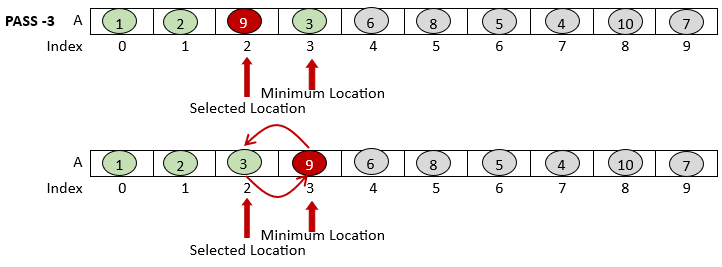 PASS -3 A 1 2 9 3 6 8 5 4 10 7
Index 0 1 2 3 4 5 6 7 8 9
Minimum Location
Selected Location
A 1 2 3 9 6 8 5 4 10 7
Index 0 1 2 3 4 5 6 7 8 9
Minimum Location
Selected Location